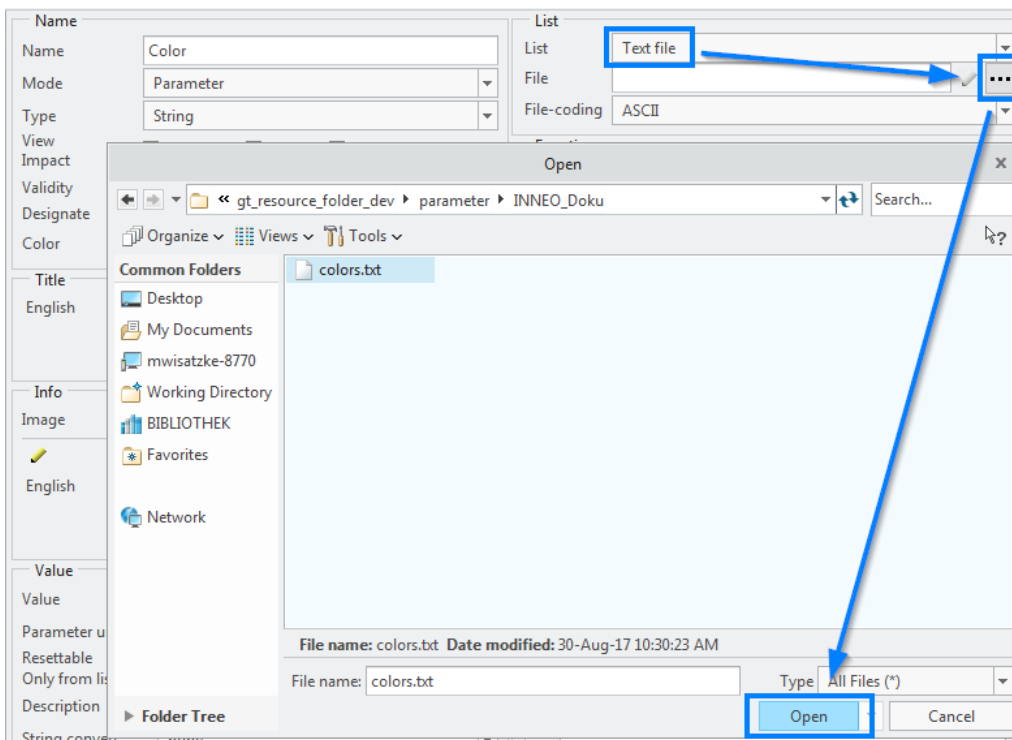 Name
Name Color
Mode Parameter
Type String
View
Impact
Validity
Designate
Color
Title
English
Info
Image
English
Value
Value
Parameter u
Resettable
Only from lis
Description
List
List Text file
File ...
File-coding ASCII
Open x
« gt_resource_folder_dev parameter INNEO_Doku Search...
Organize Views Tools ?
Common Folders
Desktop
My Documents
mwisatzke-8770
Working Directory
BIBLIOTHEK
Favorites
Network
Folder Tree
colors.txt
File name: colors.txt Date modified: 30-Aug-17 10:30:23 AM
File name: colors.txt Type All Files (*)
Open Cancel